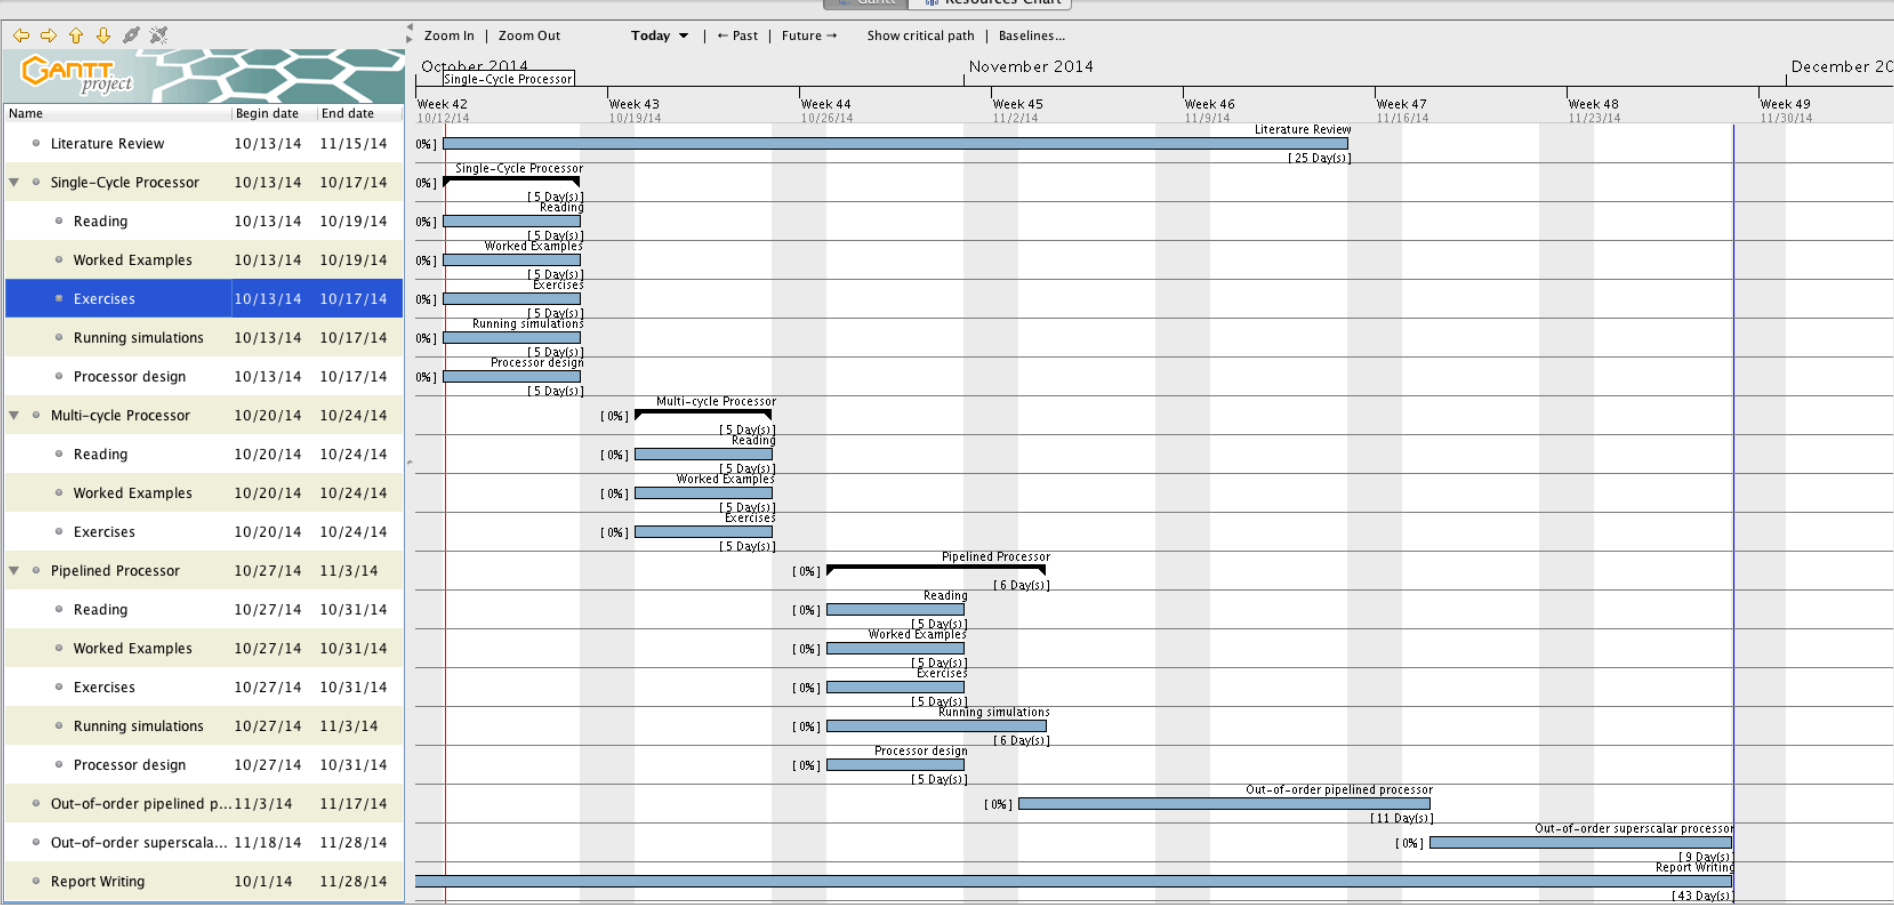 Gantt Resources Chart
Zoom In | Zoom Out Today ▼ | ←Past | Future→ Show critical path | Baselines...
GANTT project
October 2014 November 2014 December 20
Single-Cycle Processor
Week 42 Week 43 Week 44 Week 45 Week 46 Week 47 Week 48 Week 49
10/12/14 10/19/14 10/26/14 11/2/14 11/9/14 11/16/14 11/23/14 11/30/14
Name Begin date End date
Literature Review 10/13/14 11/15/14
Single-Cycle Processor 10/13/14 10/17/14
Reading 10/13/14 10/19/14
Worked Examples 10/13/14 10/19/14
Exercises 10/13/14 10/17/14
Running simulations 10/13/14 10/17/14
Processor design 10/13/14 10/17/14
Multi-cycle Processor 10/20/14 10/24/14
Reading 10/20/14 10/24/14
Worked Examples 10/20/14 10/24/14
Exercises 10/20/14 10/24/14
Pipelined Processor 10/27/14 11/3/14
Reading 10/27/14 10/31/14
Worked Examples 10/27/14 10/31/14
Exercises 10/27/14 10/31/14
Running simulations 10/27/14 11/3/14
Processor design 10/27/14 10/31/14
Out-of-order pipelined p... 11/3/14 11/17/14
Out-of-order superscala... 11/18/14 11/28/14
Report Writing 10/1/14 11/28/14
Literature Review
0% ]
[ 25 Day(s) ]
Single-Cycle Processor
0% ]
[ 5 Day(s) ]
Reading
0% ]
[ 5 Day(s) ]
Worked Examples
0% ]
[ 5 Day(s) ]
Exercises
0% ]
[ 5 Day(s) ]
Running simulations
0% ]
[ 5 Day(s) ]
Processor design
0% ]
[ 5 Day(s) ]
Multi-cycle Processor
[ 0% ]
[ 5 Day(s) ]
Reading
[ 0% ]
[ 5 Day(s) ]
Worked Examples
[ 0% ]
[ 5 Day(s) ]
Exercises
[ 0% ]
[ 5 Day(s) ]
Pipelined Processor
[ 0% ]
[ 6 Day(s) ]
Reading
[ 0% ]
[ 5 Day(s) ]
Worked Examples
[ 0% ]
[ 5 Day(s) ]
Exercises
[ 0% ]
[ 5 Day(s) ]
Running simulations
[ 0% ]
[ 6 Day(s) ]
Processor design
[ 0% ]
[ 5 Day(s) ]
Out-of-order pipelined processor
[ 0% ]
[ 11 Day(s) ]
Out-of-order superscalar processor
[ 0% ]
[ 9 Day(s) ]
Report Writing
[ 43 Day(s) ]